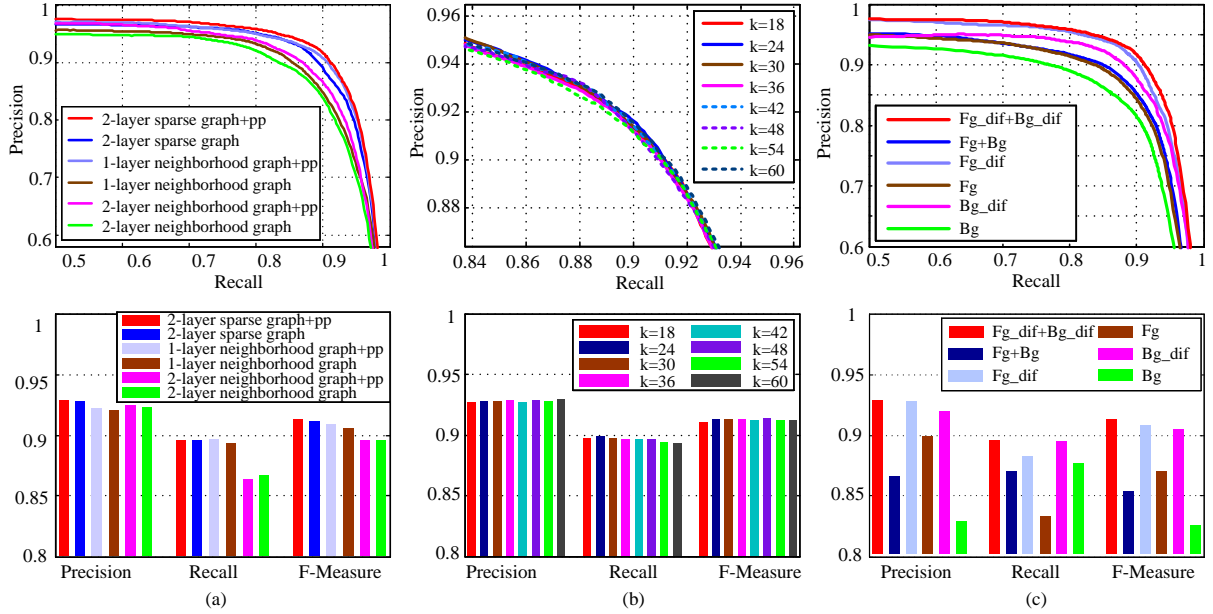 1
0.9
0.8
0.7
0.6
Precision
2-layer sparse graph+pp
2-layer sparse graph
1-layer neighborhood graph+pp
1-layer neighborhood graph
2-layer neighborhood graph+pp
2-layer neighborhood graph
0.5 0.6 0.7 0.8 0.9 1
Recall
0.96
0.94
0.92
0.9
0.88
Precision
k=18
k=24
k=30
k=36
k=42
k=48
k=54
k=60
0.84 0.86 0.88 0.9 0.92 0.94 0.96
Recall
1
0.9
0.8
0.7
0.6
Precision
Fg_dif+Bg_dif
Fg+Bg
Fg_dif
Fg
Bg_dif
Bg
0.5 0.6 0.7 0.8 0.9 1
Recall
1
0.95
0.9
0.85
0.8
2-layer sparse graph+pp
2-layer sparse graph
1-layer neighborhood graph+pp
1-layer neighborhood graph
2-layer neighborhood graph+pp
2-layer neighborhood graph
Precision Recall F-Measure
(a)
1
0.95
0.9
0.85
0.8
k=18 k=42
k=24 k=48
k=30 k=54
k=36 k=60
Precision Recall F-Measure
(b)
1
0.95
0.9
0.85
0.8
Fg_dif+Bg_dif Fg
Fg+Bg Bg_dif
Fg_dif Bg
Precision Recall F-Measure
(c)